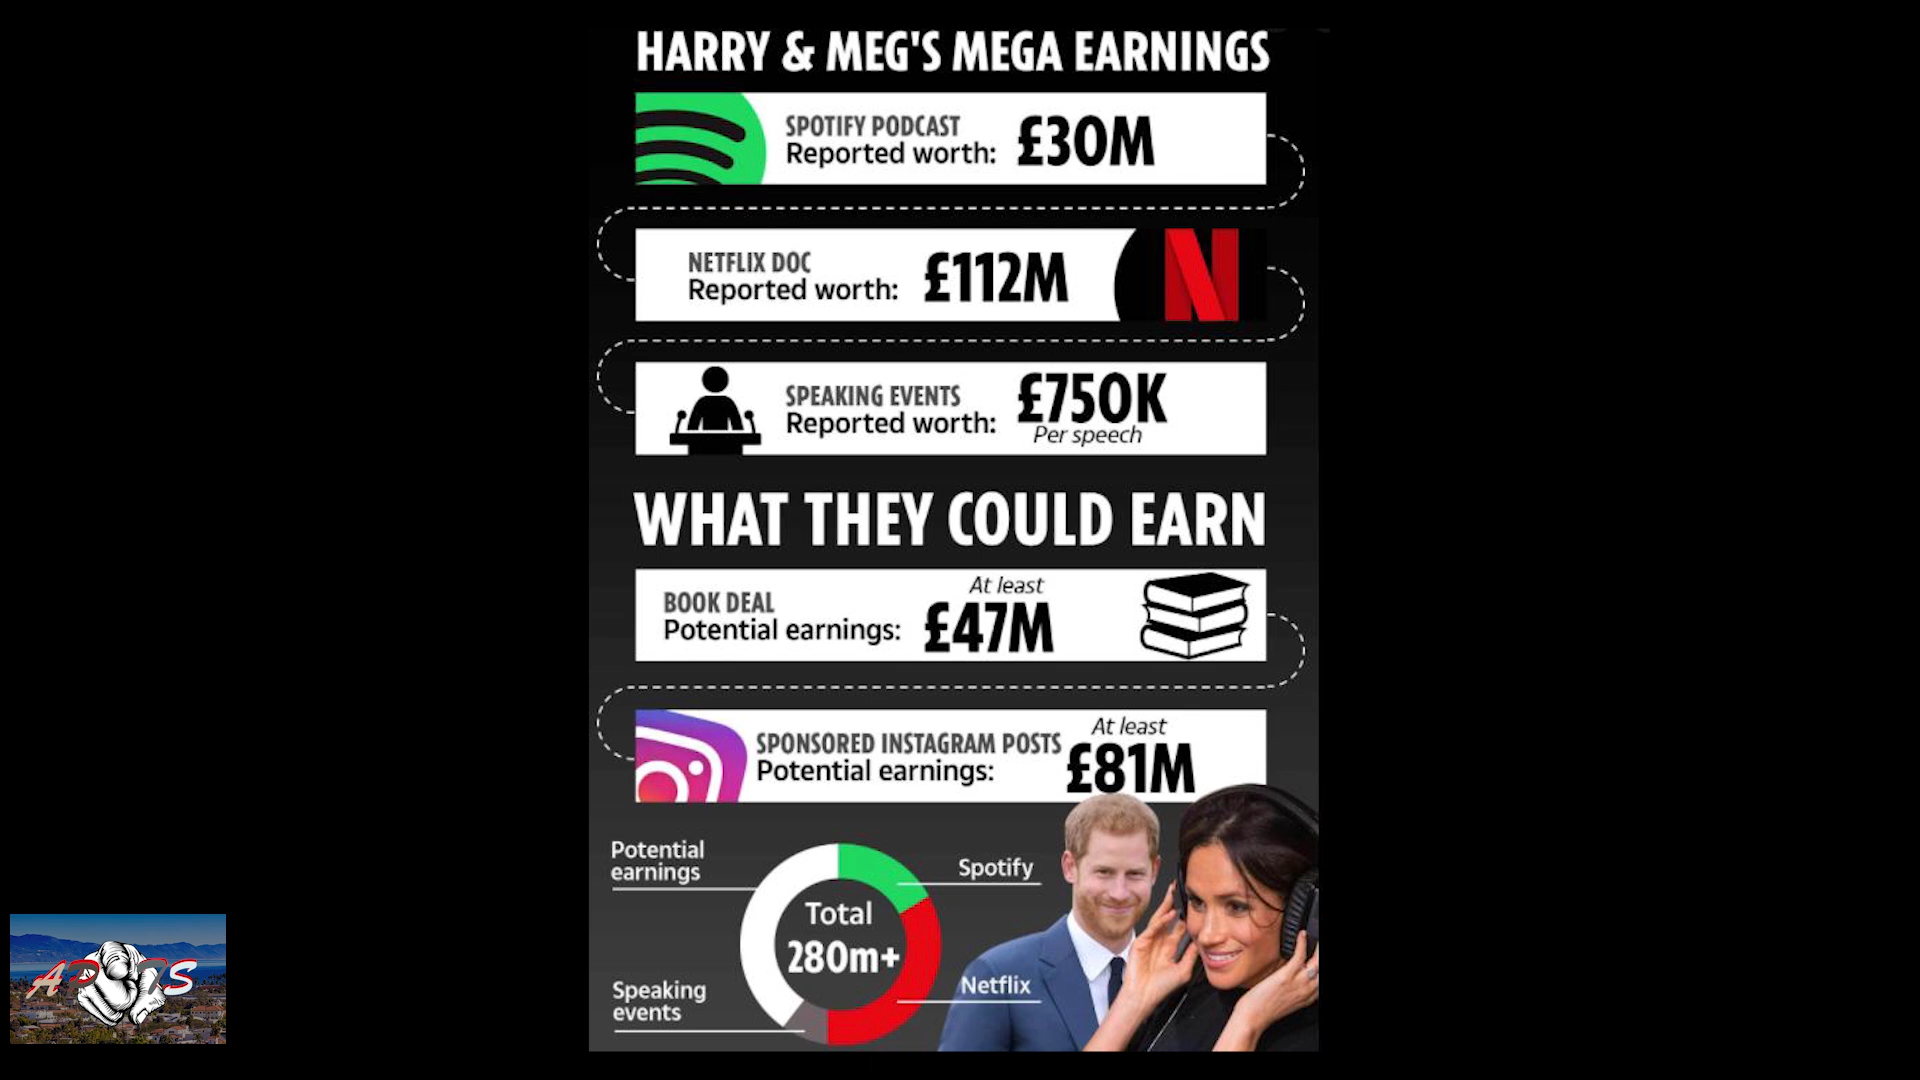 HARRY & MEG'S MEGA EARNINGS
SPOTIFY PODCAST
Reported worth: £30M
NETFLIX DOC
Reported worth: £112M
SPEAKING EVENTS
Reported worth: £750K
Per speech
WHAT THEY COULD EARN
BOOK DEAL
Potential earnings:
At least
£47M
SPONSORED INSTAGRAM POSTS
Potential earnings:
At least
£81M
Potential
earnings
Spotify
Total
280m+
Netflix
Speaking
events